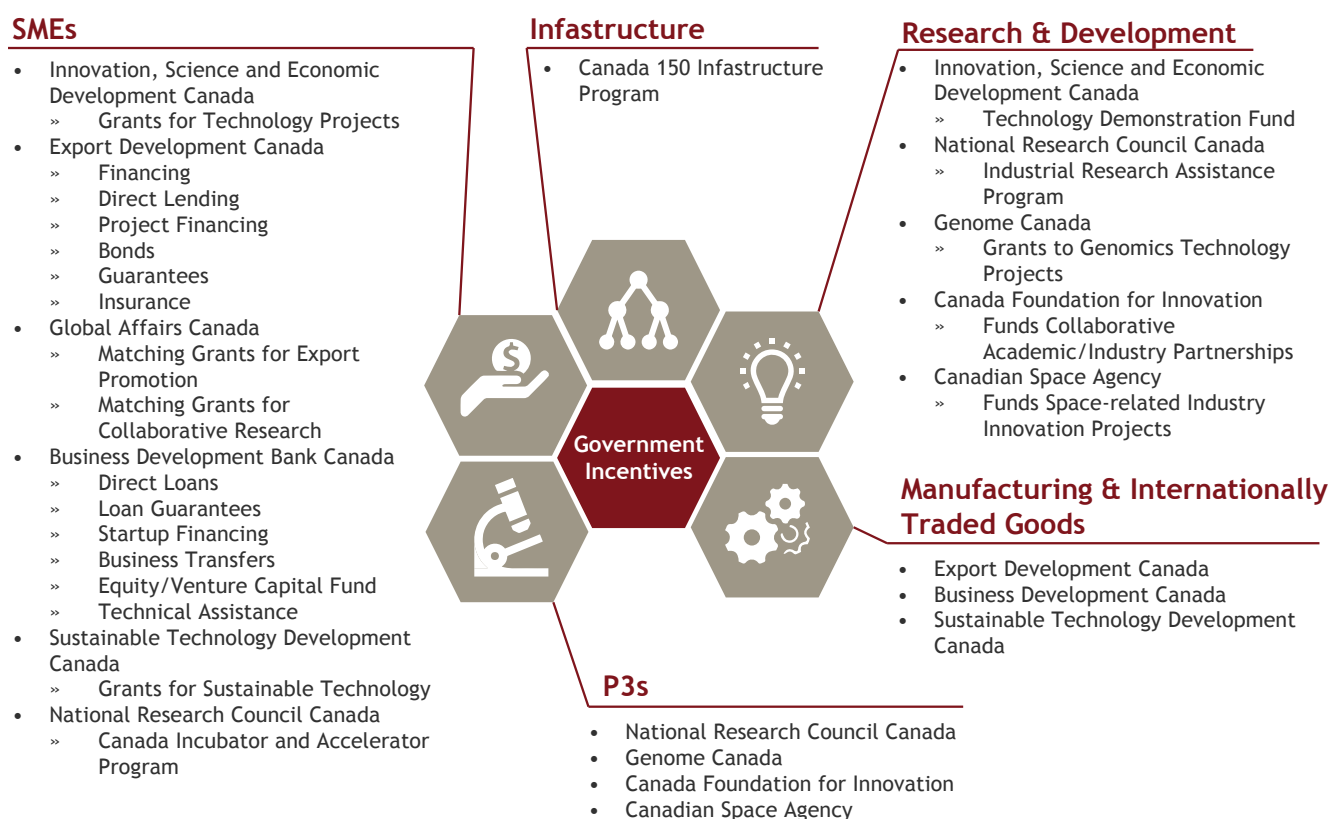 SMEs
• Innovation, Science and Economic
Development Canada
» Grants for Technology Projects
• Export Development Canada
» Financing
» Direct Lending
» Project Financing
» Bonds
» Guarantees
» Insurance
• Global Affairs Canada
» Matching Grants for Export
Promotion
» Matching Grants for
Collaborative Research
• Business Development Bank Canada
» Direct Loans
» Loan Guarantees
» Startup Financing
» Business Transfers
» Equity/Venture Capital Fund
» Technical Assistance
• Sustainable Technology Development
Canada
» Grants for Sustainable Technology
• National Research Council Canada
» Canada Incubator and Accelerator
Program
Infastructure
• Canada 150 Infastructure
Program
Research & Development
• Innovation, Science and Economic
Development Canada
» Technology Demonstration Fund
• National Research Council Canada
» Industrial Research Assistance
Program
• Genome Canada
» Grants to Genomics Technology
Projects
• Canada Foundation for Innovation
» Funds Collaborative
Academic/Industry Partnerships
• Canadian Space Agency
» Funds Space-related Industry
Innovation Projects
$
Government
Incentives
Manufacturing & Internationally
Traded Goods
• Export Development Canada
• Business Development Canada
• Sustainable Technology Development
Canada
P3s
• National Research Council Canada
• Genome Canada
• Canada Foundation for Innovation
• Canadian Space Agency